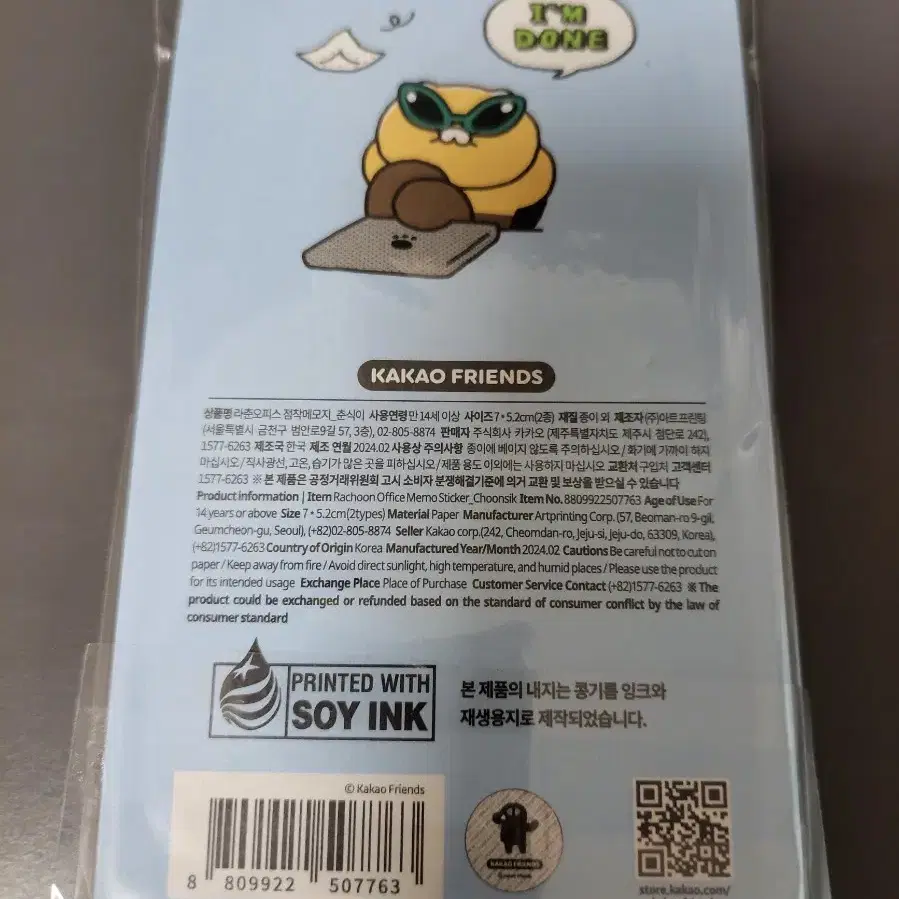 I'M
DONE
KAKAO FRIENDS
상품명 라춘오피스 점착메모지_춘식이 사용연령 만 14세 이상 사이즈 7*5.2cm(2종) 재질 종이 외 제조자 (주)아트프린팅
(서울특별시 금천구 범안로9길 57, 3층), 02-805-8874 판매자 주식회사 카카오 (제주특별자치도 제주시 첨단로 242),
1577-6263 제조국 한국 제조 연월 2024.02 사용상 주의사항 종이에 베이지 않도록 주의하십시오 / 화기에 가까이 하지
마십시오 / 직사광선, 고온, 습기가 많은 곳을 피하십시오 / 제품 용도 이외에는 사용하지 마십시오 교환처 구입처 고객센터
1577-6263 ※ 본 제품은 공정거래위원회 고시 소비자 분쟁해결기준에 의거 교환 및 보상을 받으실 수 있습니다.
Product information | Item Rachoon Office Memo Sticker_Choonsik Item No. 8809922507763 Age of Use For
14 years or above Size 7*5.2cm(2types) Material Paper Manufacturer Artprinting Corp. (57, Beoman-ro 9-gil,
Geumcheon-gu, Seoul), (+82)02-805-8874 Seller Kakao corp.(242, Cheomdan-ro, Jeju-si, Jeju-do, 63309, Korea),
(+82)1577-6263 Country of Origin Korea Manufactured Year/Month 2024.02 Cautions Be careful not to cut on
paper / Keep away from fire / Avoid direct sunlight, high temperature, and humid places / Please use the product
for its intended usage Exchange Place Place of Purchase Customer Service Contact (+82)1577-6263 ※ The
product could be exchanged or refunded based on the standard of consumer conflict by the law of
consumer standard
PRINTED WITH
SOY INK
본 제품의 내지는 콩기름 잉크와
재생용지로 제작되었습니다.
© Kakao Friends
8 809922 507763
KAKAO FRIENDS
store.kakao.com/